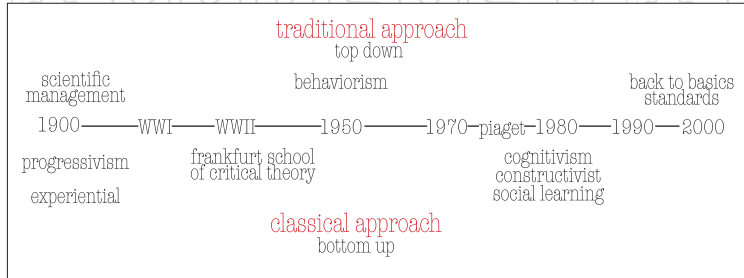 traditional approach
top down
scientific
management
behaviorism
back to basics
standards
1900 WWI WWII 1950 1970 piaget 1980 1990 2000
progressivism
experiential
frankfurt school
of critical theory
cognitivism
constructivist
social learning
classical approach
bottom up